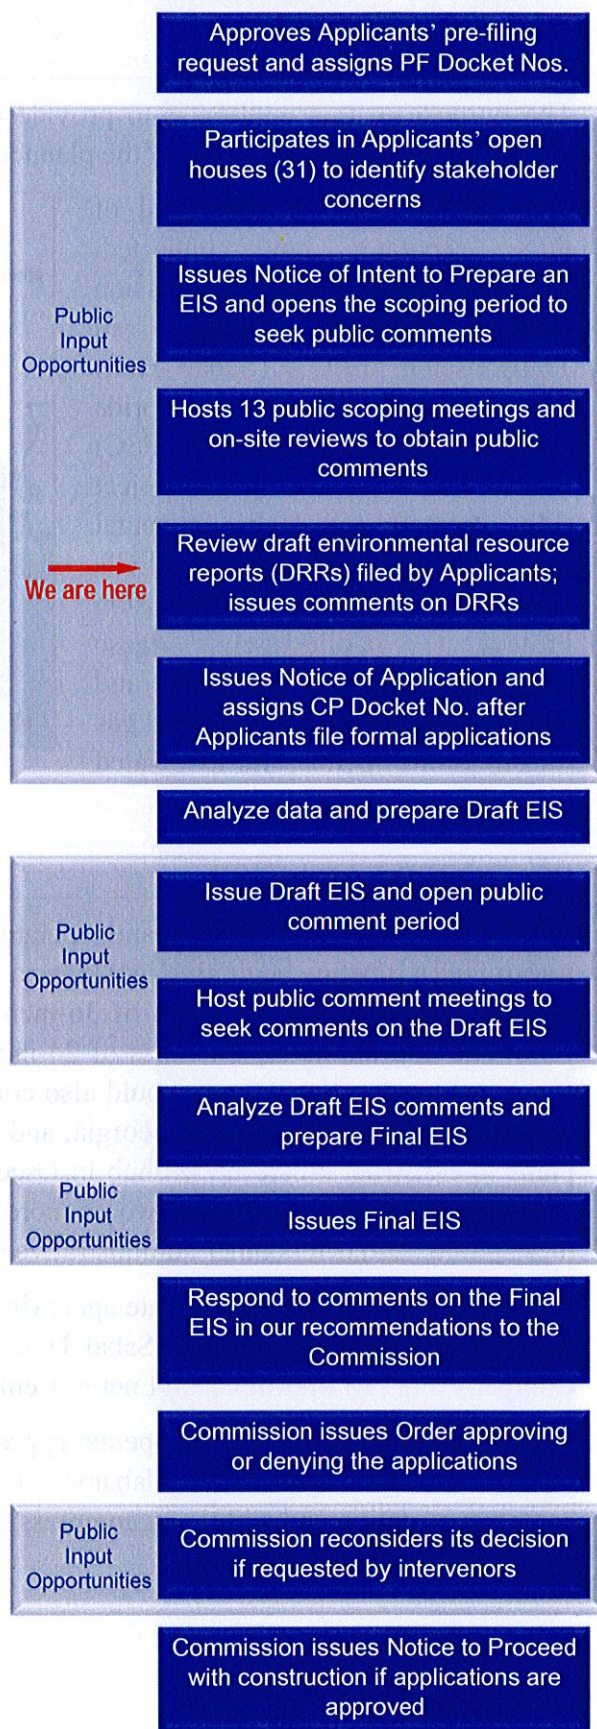 Approves Applicants' pre-filing
request and assigns PF Docket Nos.
Participates in Applicants' open
houses (31) to identify stakeholder
concerns
Issues Notice of Intent to Prepare an
EIS and opens the scoping period to
seek public comments
Public
Input
Opportunities
Hosts 13 public scoping meetings and
on-site reviews to obtain public
comments
Review draft environmental resource
reports (DRRs) filed by Applicants;
issues comments on DRRs
We are here
Issues Notice of Application and
assigns CP Docket No. after
Applicants file formal applications
Analyze data and prepare Draft EIS
Issue Draft EIS and open public
comment period
Public
Input
Opportunities
Host public comment meetings to
seek comments on the Draft EIS
Analyze Draft EIS comments and
prepare Final EIS
Public
Input
Opportunities
Issues Final EIS
Respond to comments on the Final
EIS in our recommendations to the
Commission
Commission issues Order approving
or denying the applications
Public
Input
Opportunities
Commission reconsiders its decision
if requested by intervenors
Commission issues Notice to Proceed
with construction if applications are
approved